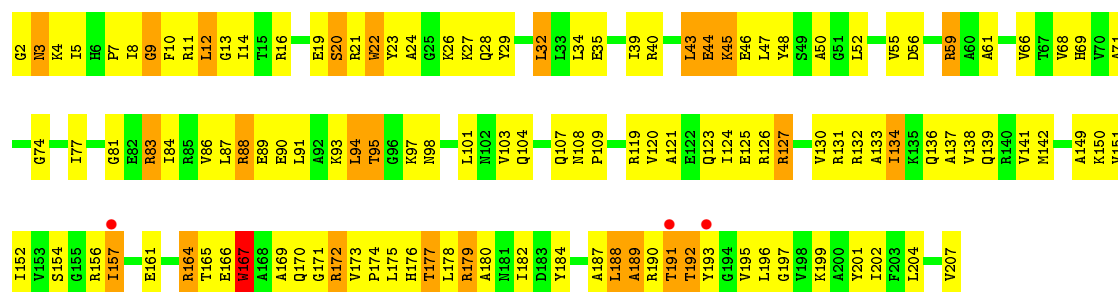 G2 N3 K4 I5 H6 P7 I8 G9 F10 R11 L12 G13 I14 T15 R16 E19 S20 R21 W22 Y23 A24 G25 K26 K27 Q28 Y29 L32 L33 L34 E35 I39 R40 L43 E44 K45 E46 L47 Y48 S49 A50 G51 L52 V55 D56 R59 A60 A61 V66 T67 V68 H69 V70 A71
G74 I77 G81 E82 R83 I84 R85 V86 L87 R88 E89 E90 L91 A92 K93 L94 T95 G96 K97 N98 L101 N102 V103 Q104 Q107 N108 P109 R119 V120 A121 E122 Q123 I124 E125 R126 R127 V130 R131 R132 A133 I134 K135 Q136 A137 V138 Q139 R140 V141 M142 A149 K150 V151
I152 V153 S154 G155 R156 I157 E161 R164 T165 E166 W167 A168 A169 Q170 G171 R172 V173 P174 L175 H176 T177 L178 R179 A180 N181 I182 D183 Y184 A187 L188 A189 R190 T191 T192 Y193 G194 V195 L196 G197 V198 K199 A200 Y201 I202 F203 L204 V207